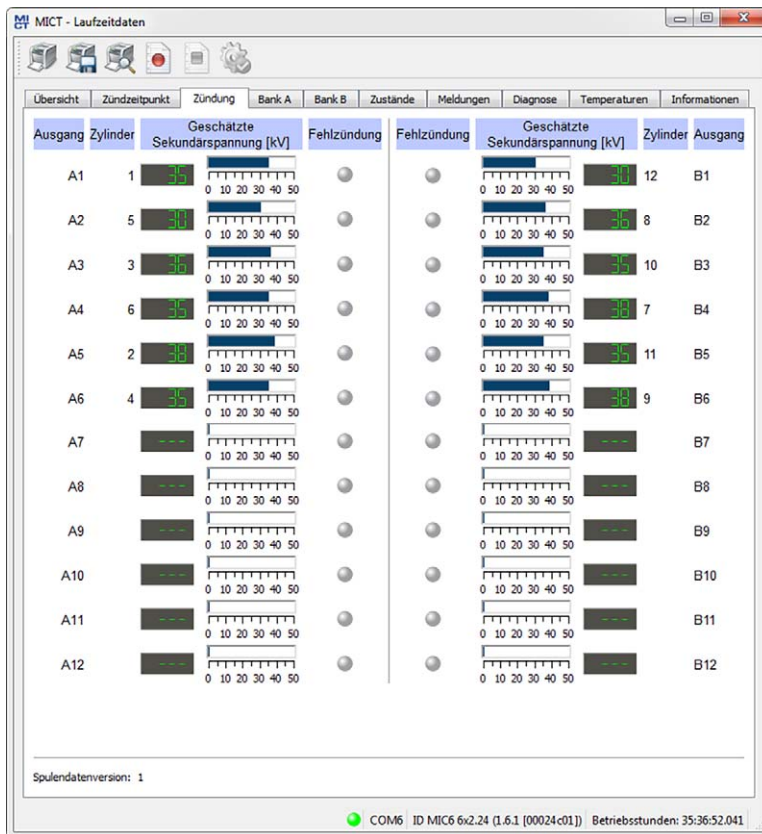 MICT - Laufzeitdaten
Übersicht Zündzeitpunkt Zündung Bank A Bank B Zustände Meldungen Diagnose Temperaturen Informationen
Ausgang Zylinder Geschätzte Sekundärspannung [kV] Fehlzündung Fehlzündung Geschätzte Sekundärspannung [kV] Zylinder Ausgang
A1 1 35 30 12 B1
0 10 20 30 40 50 0 10 20 30 40 50
A2 5 30 36 8 B2
0 10 20 30 40 50 0 10 20 30 40 50
A3 3 36 35 10 B3
0 10 20 30 40 50 0 10 20 30 40 50
A4 6 35 38 7 B4
0 10 20 30 40 50 0 10 20 30 40 50
A5 2 38 35 11 B5
0 10 20 30 40 50 0 10 20 30 40 50
A6 4 35 38 9 B6
0 10 20 30 40 50 0 10 20 30 40 50
A7 --- --- B7
0 10 20 30 40 50 0 10 20 30 40 50
A8 --- --- B8
0 10 20 30 40 50 0 10 20 30 40 50
A9 --- --- B9
0 10 20 30 40 50 0 10 20 30 40 50
A10 --- --- B10
0 10 20 30 40 50 0 10 20 30 40 50
A11 --- --- B11
0 10 20 30 40 50 0 10 20 30 40 50
A12 --- --- B12
0 10 20 30 40 50 0 10 20 30 40 50
Spulendatenversion: 1
COM6 ID MIC6 6x2.24 (1.6.1 [00024c01]) Betriebsstunden: 35:36:52.041